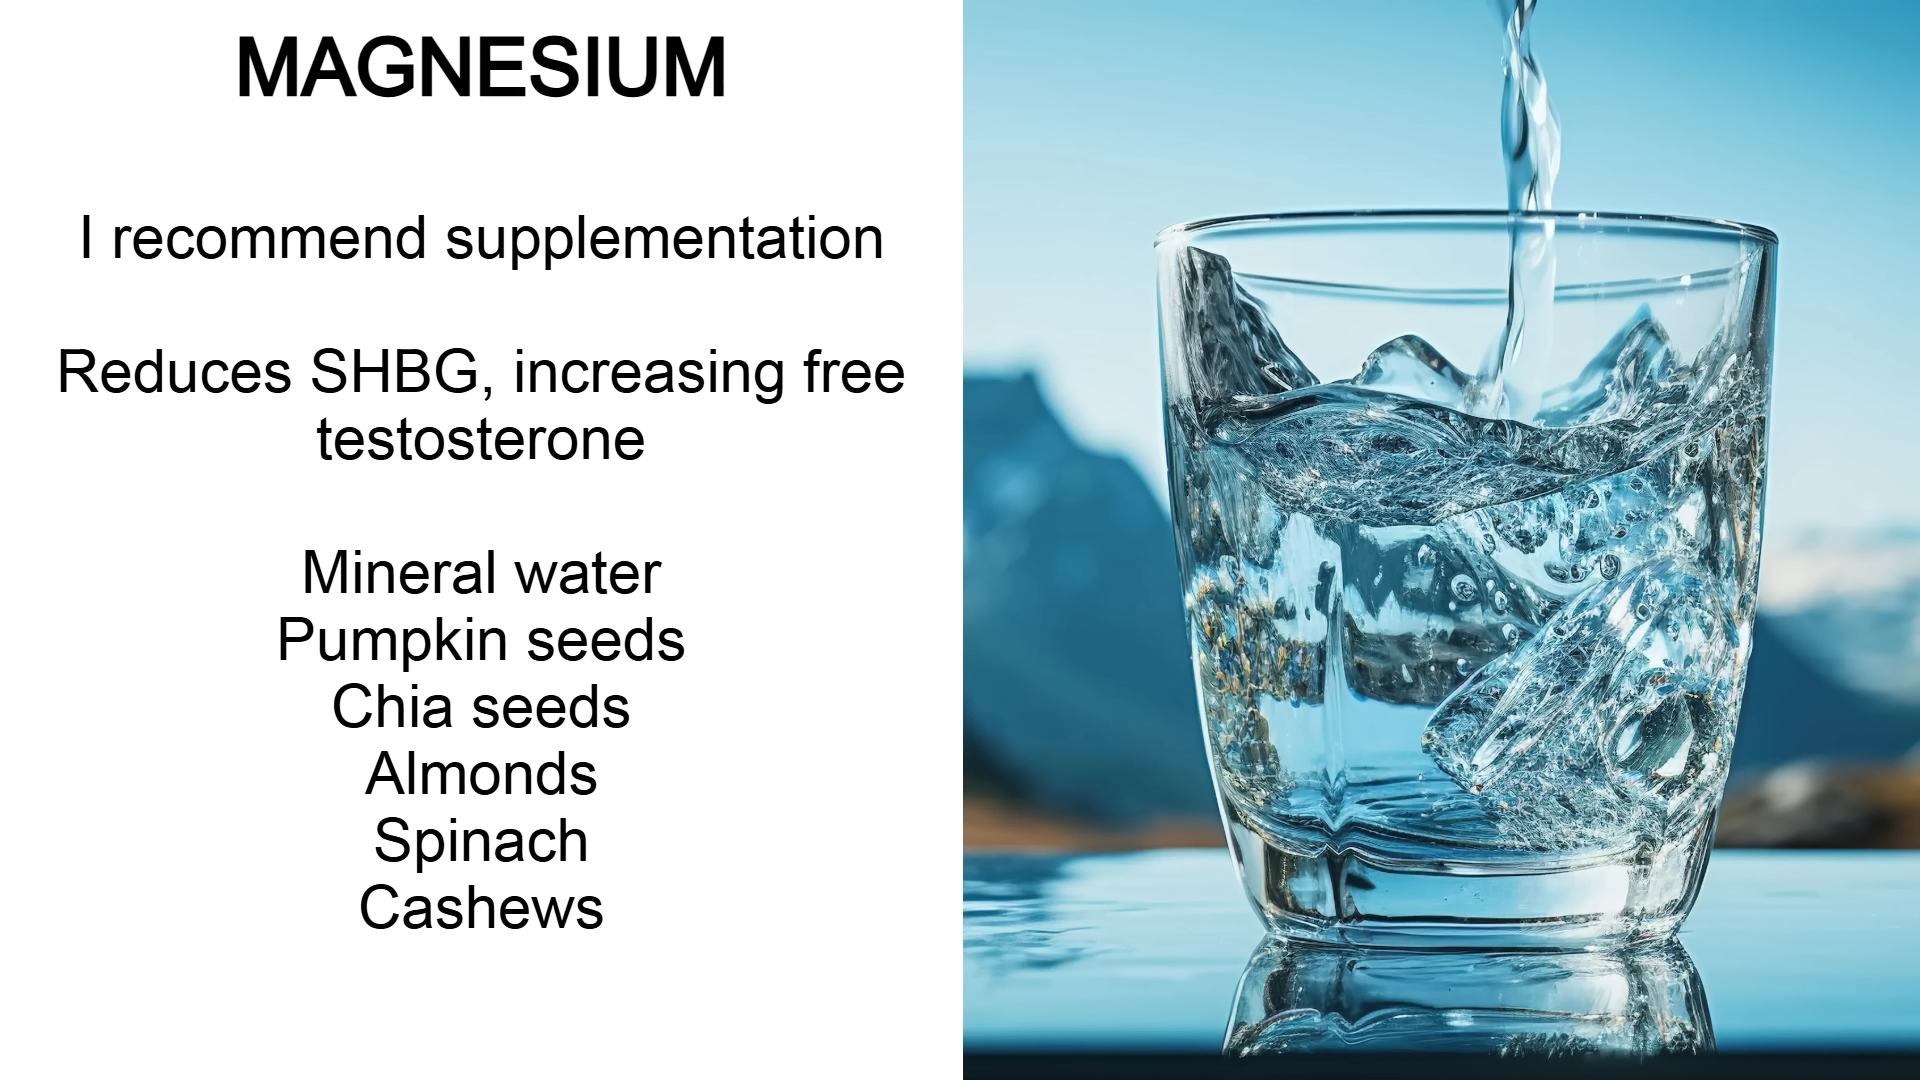 MAGNESIUM
I recommend supplementation
Reduces SHBG, increasing free
testosterone
Mineral water
Pumpkin seeds
Chia seeds
Almonds
Spinach
Cashews